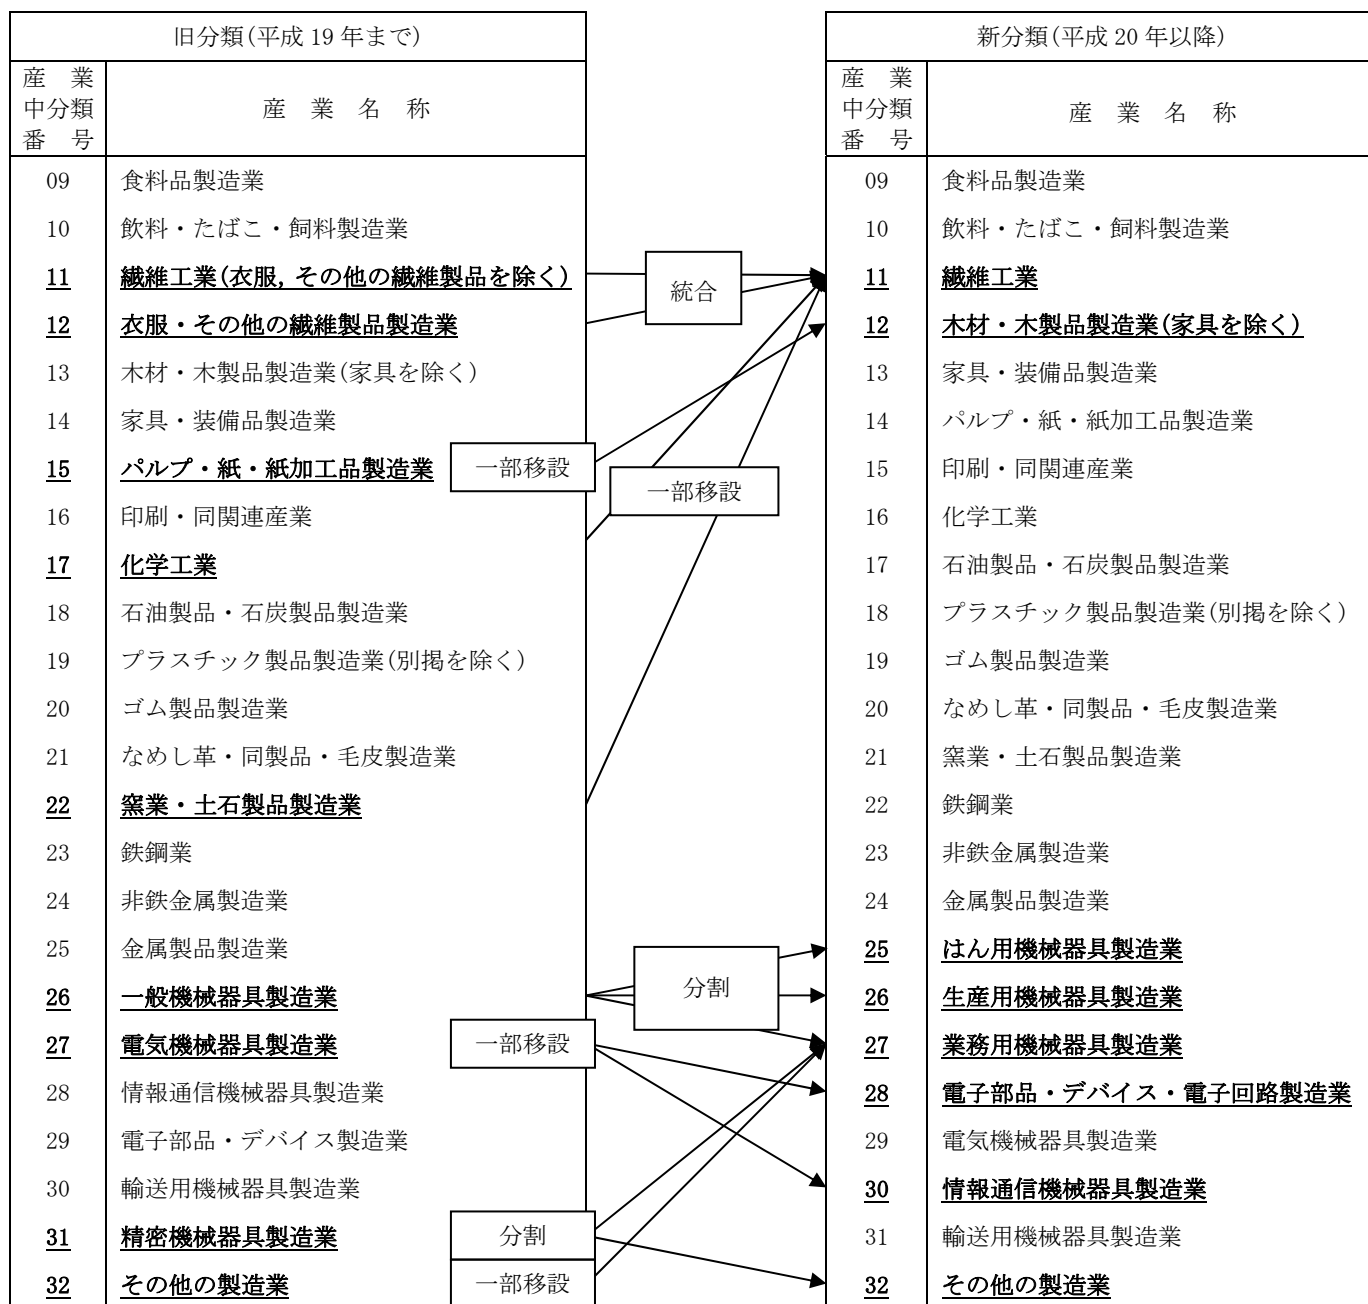 旧分類(平成 19 年まで)
新分類(平成 20 年以降)
産 業
中分類
番 号
産 業 名 称
産 業
中分類
番 号
産 業 名 称
09 食料品製造業
09 食料品製造業
10 飲料・たばこ・飼料製造業
10 飲料・たばこ・飼料製造業
11 繊維工業(衣服,その他の繊維製品を除く)
統合
11 繊維工業
12 衣服・その他の繊維製品製造業
12 木材・木製品製造業(家具を除く)
13 木材・木製品製造業(家具を除く)
13 家具・装備品製造業
14 家具・装備品製造業
14 パルプ・紙・紙加工品製造業
15 パルプ・紙・紙加工品製造業
一部移設
一部移設
15 印刷・同関連産業
16 印刷・同関連産業
16 化学工業
17 化学工業
17 石油製品・石炭製品製造業
18 石油製品・石炭製品製造業
18 プラスチック製品製造業(別掲を除く)
19 プラスチック製品製造業(別掲を除く)
19 ゴム製品製造業
20 ゴム製品製造業
20 なめし革・同製品・毛皮製造業
21 なめし革・同製品・毛皮製造業
21 窯業・土石製品製造業
22 窯業・土石製品製造業
22 鉄鋼業
23 鉄鋼業
23 非鉄金属製造業
24 非鉄金属製造業
24 金属製品製造業
25 金属製品製造業
25 はん用機械器具製造業
26 一般機械器具製造業
分割
26 生産用機械器具製造業
27 電気機械器具製造業
一部移設
27 業務用機械器具製造業
28 情報通信機械器具製造業
28 電子部品・デバイス・電子回路製造業
29 電子部品・デバイス製造業
29 電気機械器具製造業
30 輸送用機械器具製造業
30 情報通信機械器具製造業
31 精密機械器具製造業
分割
31 輸送用機械器具製造業
32 その他の製造業
一部移設
32 その他の製造業